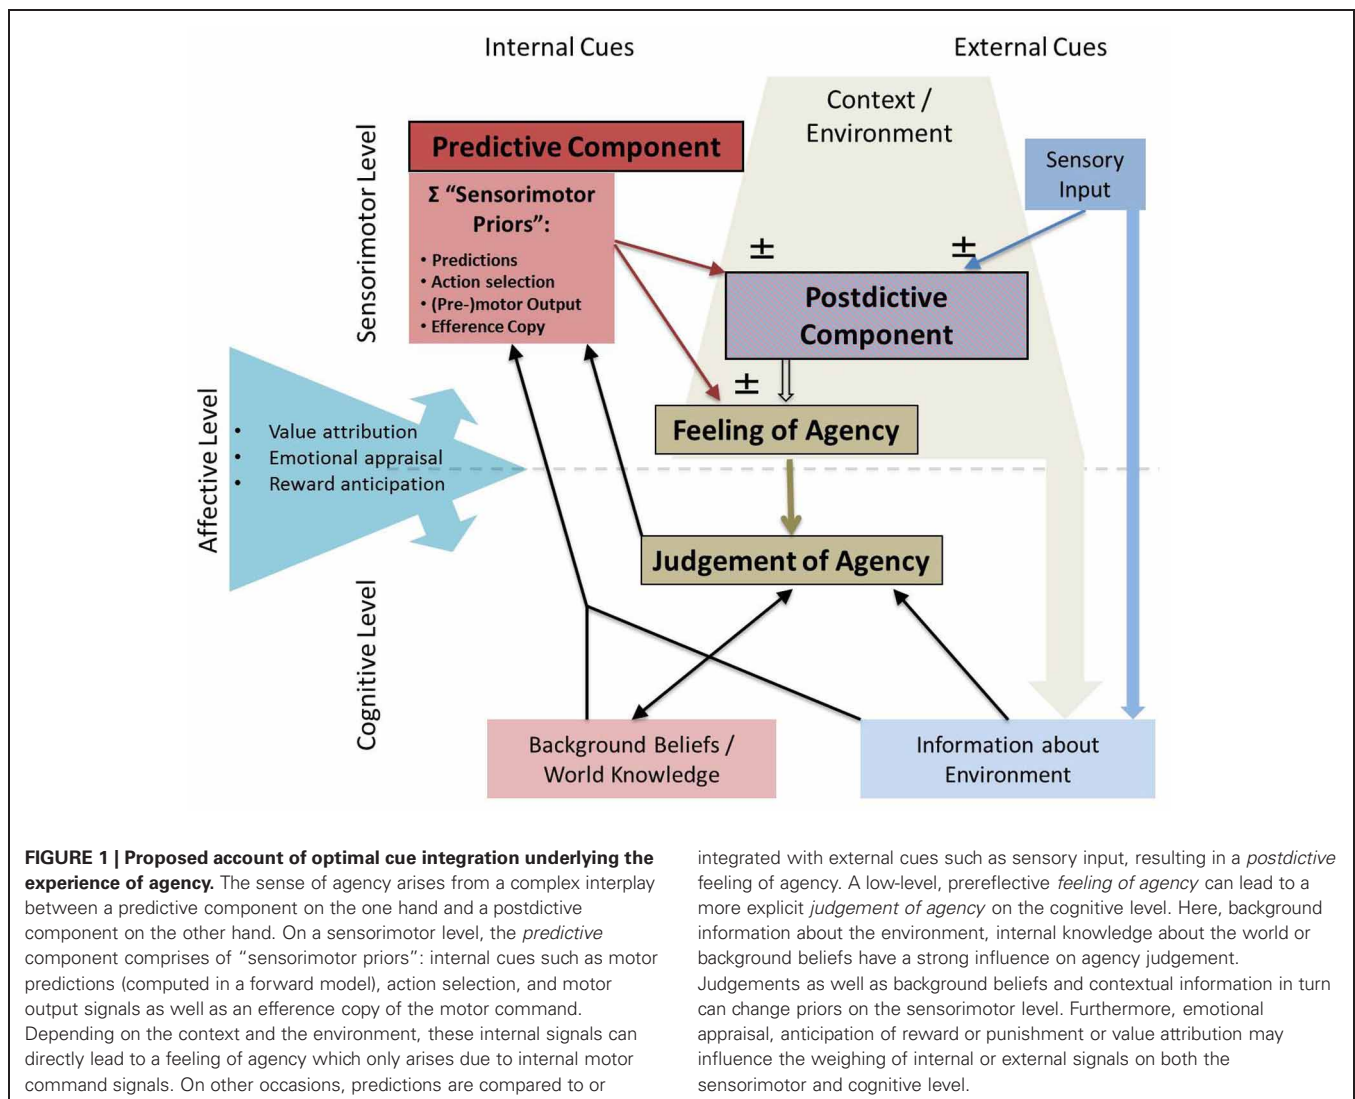 Internal Cues
External Cues
Context /
Environment
Sensorimotor Level
Predictive Component
Sensory
Input
Σ “Sensorimotor
Priors”:
• Predictions
• Action selection
• (Pre-)motor Output
• Efference Copy
±
±
Postdictive
Component
±
Feeling of Agency
Affective Level
• Value attribution
• Emotional appraisal
• Reward anticipation
Judgement of Agency
Cognitive Level
Background Beliefs /
World Knowledge
Information about
Environment
FIGURE 1 | Proposed account of optimal cue integration underlying the
experience of agency. The sense of agency arises from a complex interplay
between a predictive component on the one hand and a postdictive
component on the other hand. On a sensorimotor level, the predictive
component comprises of “sensorimotor priors”: internal cues such as motor
predictions (computed in a forward model), action selection, and motor
output signals as well as an efference copy of the motor command.
Depending on the context and the environment, these internal signals can
directly lead to a feeling of agency which only arises due to internal motor
command signals. On other occasions, predictions are compared to or
integrated with external cues such as sensory input, resulting in a postdictive
feeling of agency. A low-level, prereflective feeling of agency can lead to a
more explicit judgement of agency on the cognitive level. Here, background
information about the environment, internal knowledge about the world or
background beliefs have a strong influence on agency judgement.
Judgements as well as background beliefs and contextual information in turn
can change priors on the sensorimotor level. Furthermore, emotional
appraisal, anticipation of reward or punishment or value attribution may
influence the weighing of internal or external signals on both the
sensorimotor and cognitive level.